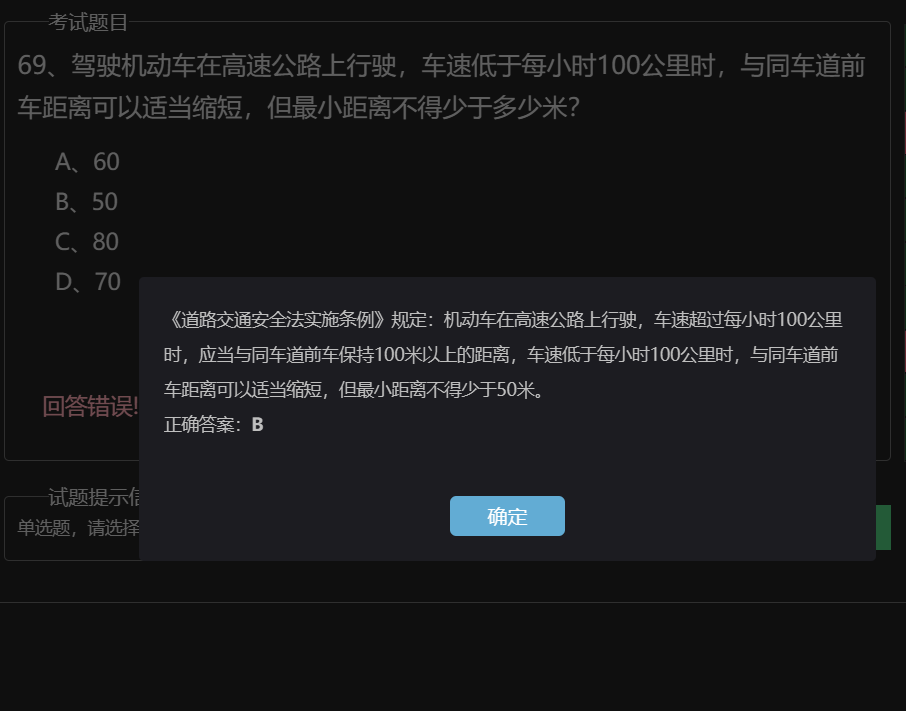 考试题目
69、驾驶机动车在高速公路上行驶，车速低于每小时100公里时，与同车道前
车距离可以适当缩短，但最小距离不得少于多少米？
A、60
B、50
C、80
D、70
《道路交通安全法实施条例》规定：机动车在高速公路上行驶，车速超过每小时100公里
时，应当与同车道前车保持100米以上的距离，车速低于每小时100公里时，与同车道前
车距离可以适当缩短，但最小距离不得少于50米。
正确答案：B
回答错误!
确定
试题提示信
单选题，请选择